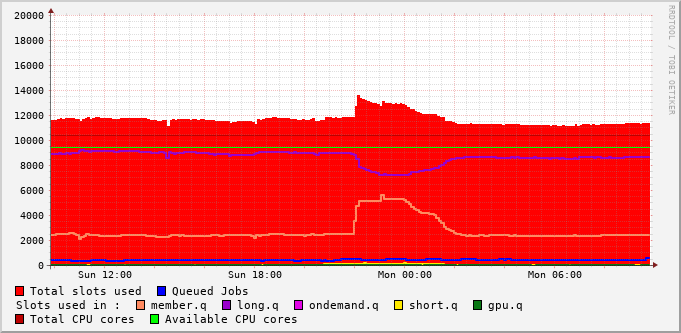 20000
18000
16000
14000
12000
10000
8000
6000
4000
2000
0
Sun 12:00 Sun 18:00 Mon 00:00 Mon 06:00
RRDTOOL / TOBI OETIKER
Total slots used Queued Jobs
Slots used in : member.q long.q ondemand.q short.q gpu.q
Total CPU cores Available CPU cores